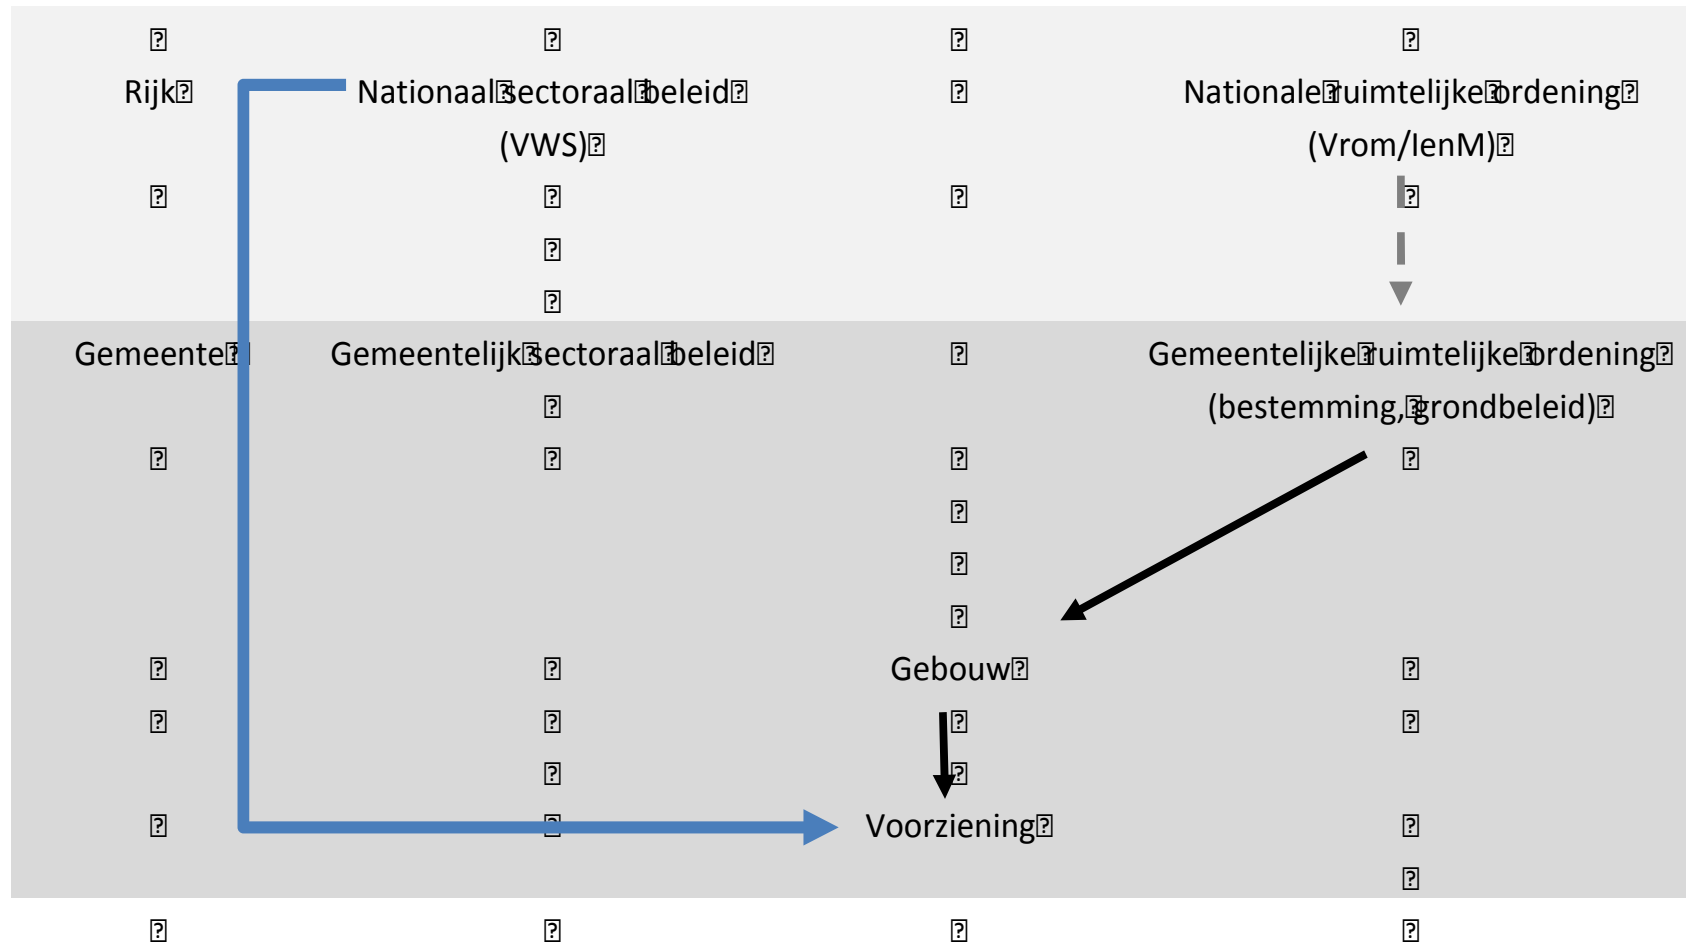 Rijk
Nationaal sectoraal beleid
(VWS)
Nationale ruimtelijke ordening
(Vrom/IenM)
Gemeente
Gemeentelijk sectoraal beleid
Gemeentelijke ruimtelijke ordening
(bestemming, grondbeleid)
Gebouw
Voorziening